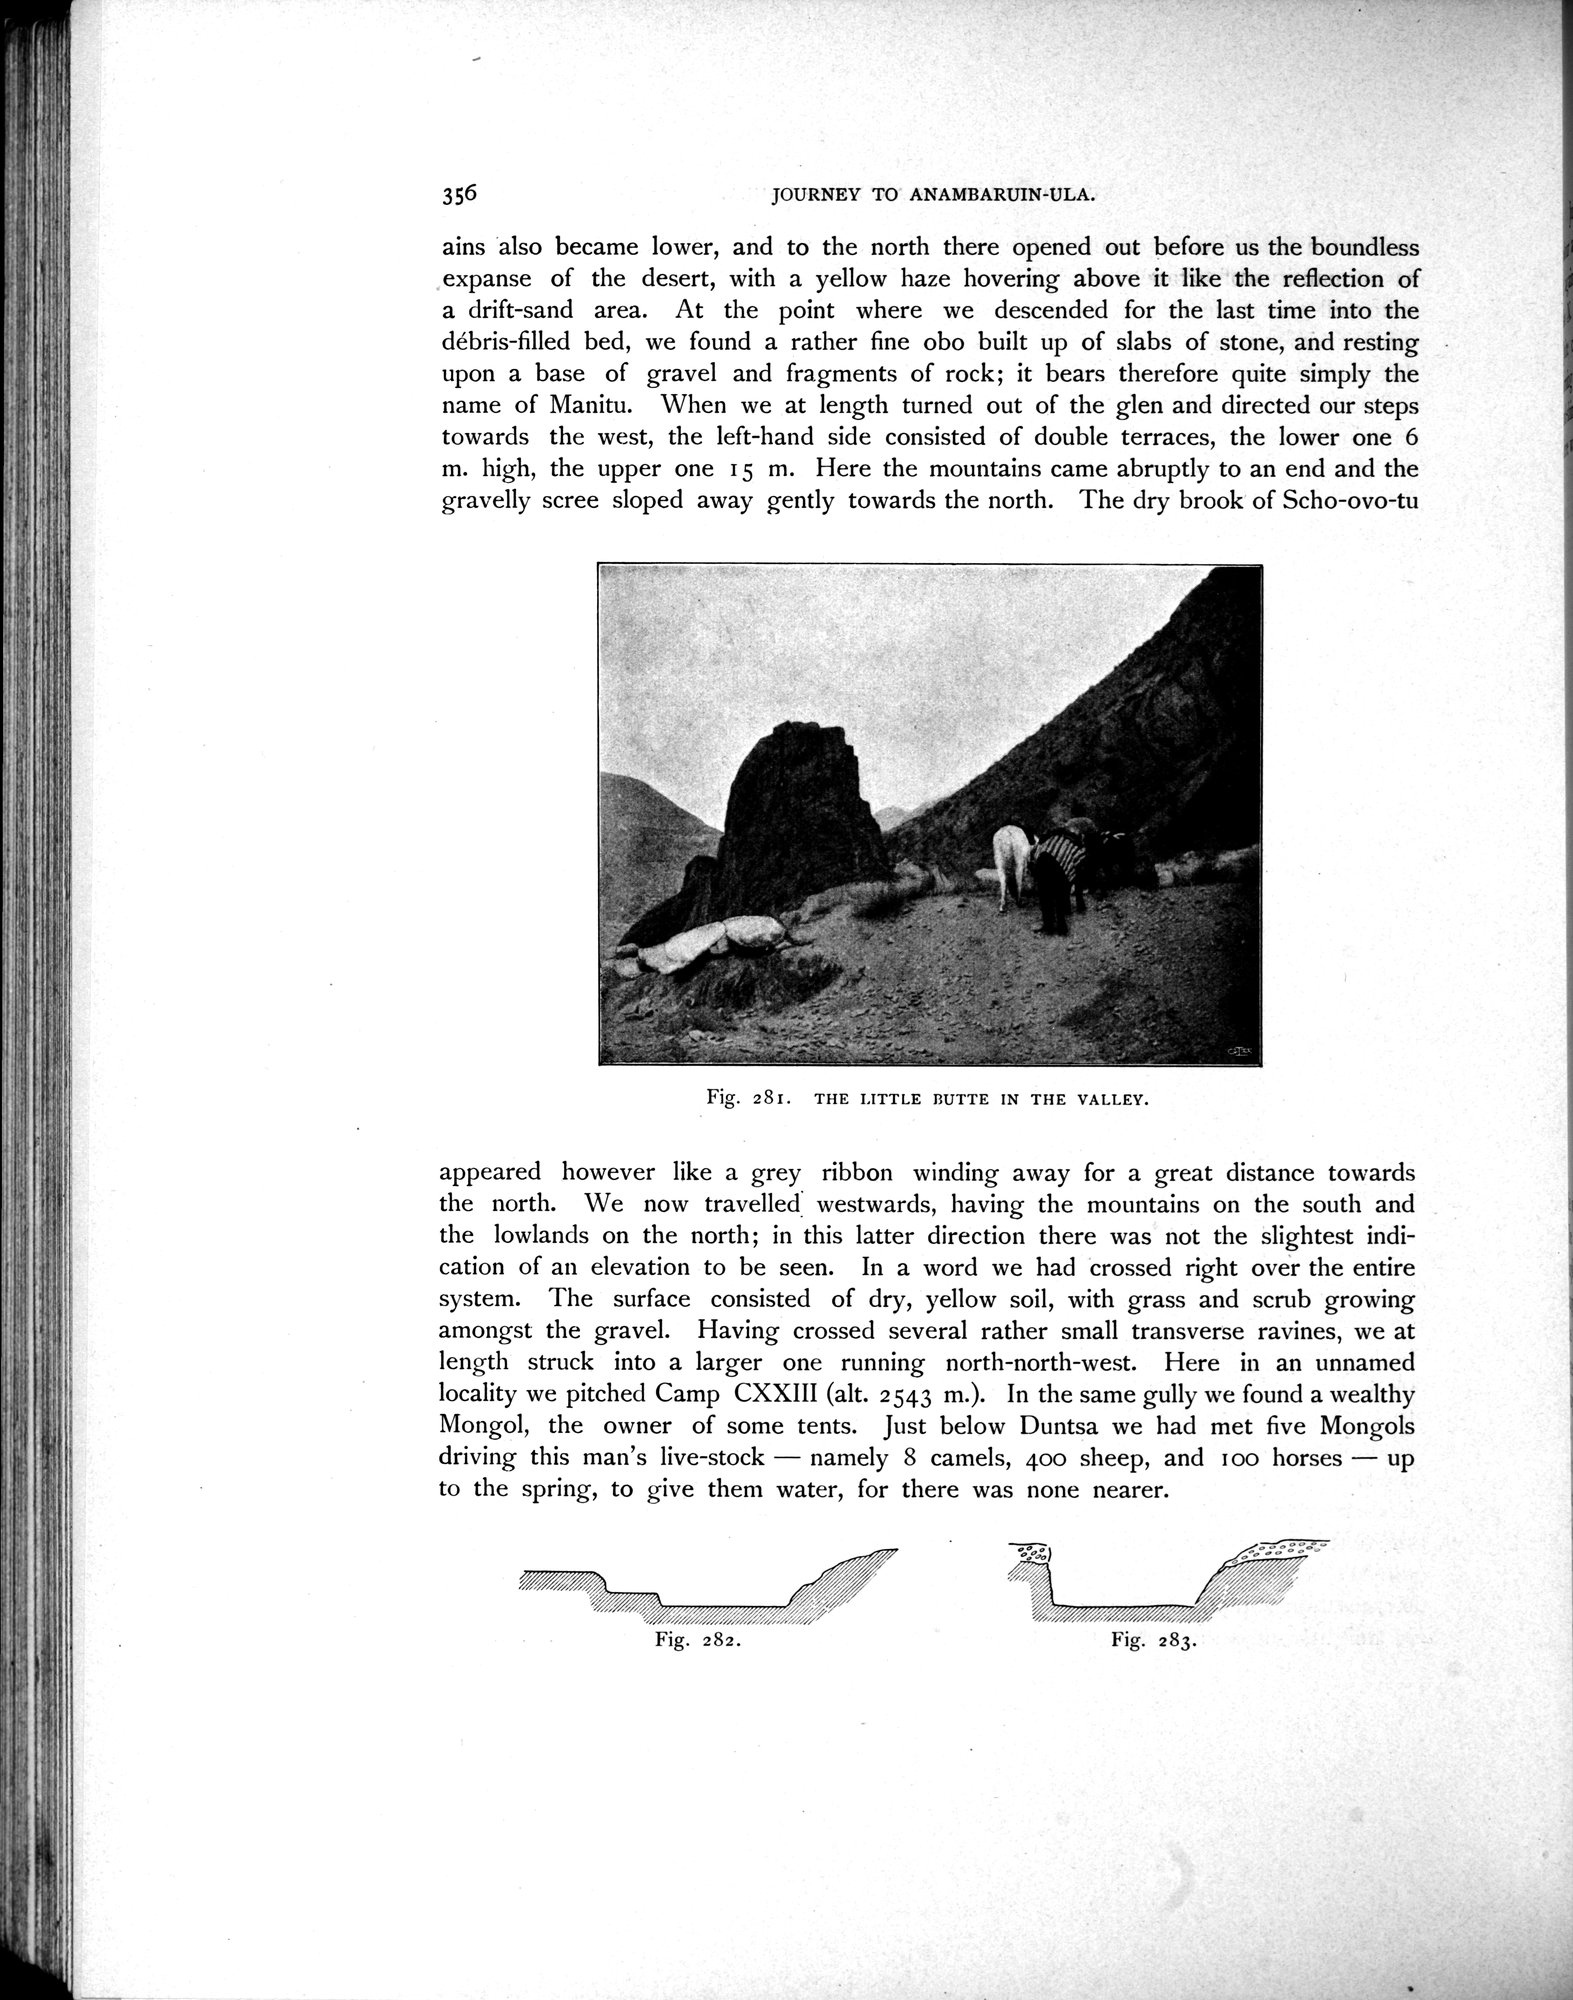 356 JOURNEY TO ANAMBARUIN-ULA.
ains also became lower, and to the north there opened out before us the boundless
expanse of the desert, with a yellow haze hovering above it like the reflection of
a drift-sand area. At the point where we descended for the last time into the
débris-filled bed, we found a rather fine obo built up of slabs of stone, and resting
upon a base of gravel and fragments of rock; it bears therefore quite simply the
name of Manitu. When we at length turned out of the glen and directed our steps
towards the west, the left-hand side consisted of double terraces, the lower one 6
m. high, the upper one 15 m. Here the mountains came abruptly to an end and the
gravelly scree sloped away gently towards the north. The dry brook of Scho-ovo-tu
Fig. 281. THE LITTLE BUTTE IN THE VALLEY.
appeared however like a grey ribbon winding away for a great distance towards
the north. We now travelled westwards, having the mountains on the south and
the lowlands on the north; in this latter direction there was not the slightest indi-
cation of an elevation to be seen. In a word we had crossed right over the entire
system. The surface consisted of dry, yellow soil, with grass and scrub growing
amongst the gravel. Having crossed several rather small transverse ravines, we at
length struck into a larger one running north-north-west. Here in an unnamed
locality we pitched Camp CXXIII (alt. 2543 m.). In the same gully we found a wealthy
Mongol, the owner of some tents. Just below Duntsa we had met five Mongols
driving this man's live-stock — namely 8 camels, 400 sheep, and 100 horses — up
to the spring, to give them water, for there was none nearer.
Fig. 282. Fig. 283.